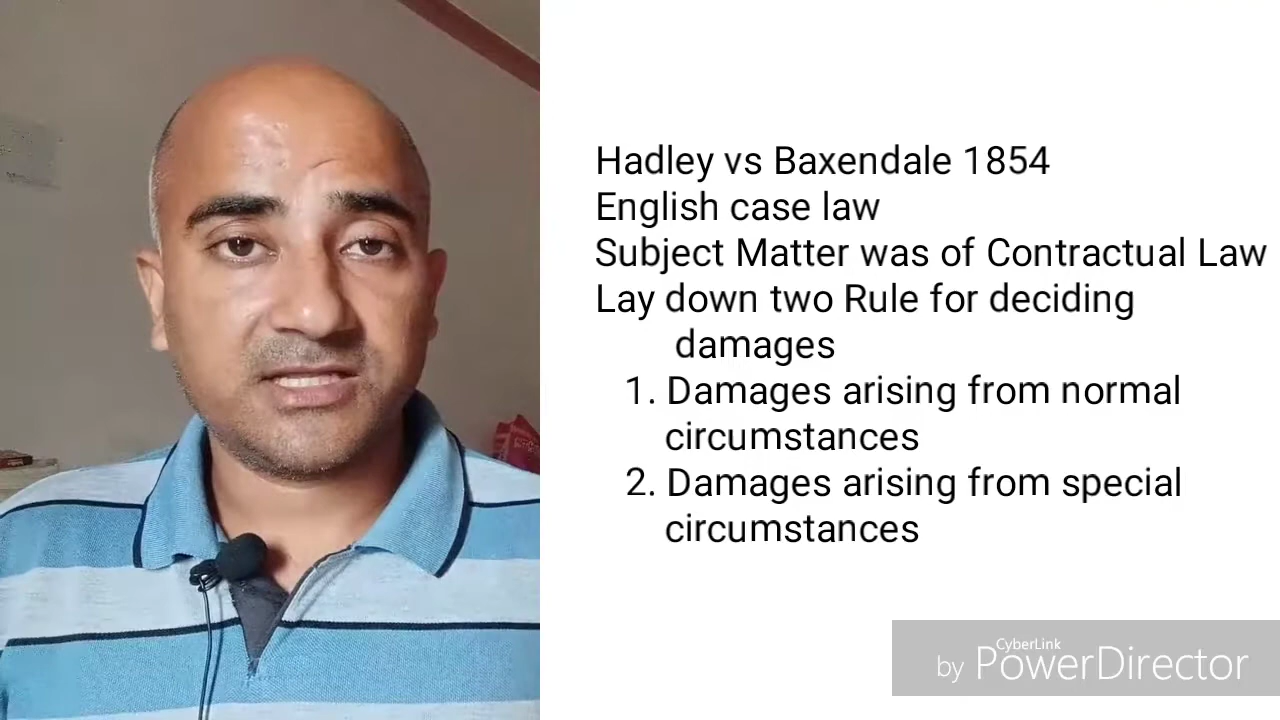 Hadley vs Baxendale 1854
English case law
Subject Matter was of Contractual Law
Lay down two Rule for deciding
damages
1. Damages arising from normal
circumstances
2. Damages arising from special
circumstances
CyberLink
by PowerDirector